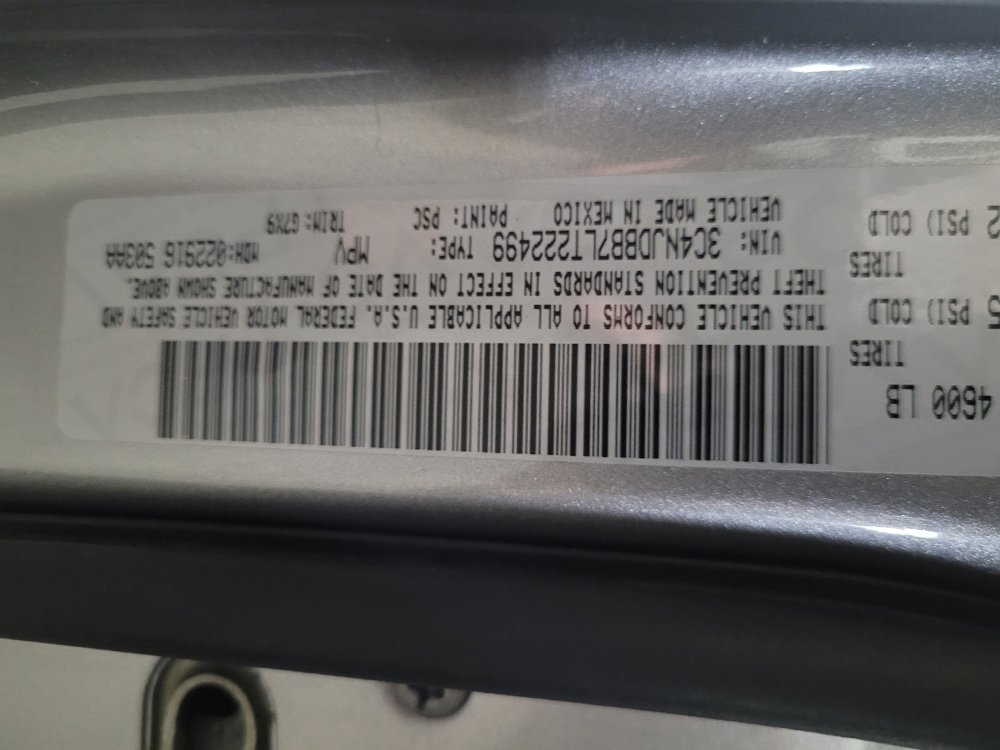 4600 LB
TIRES
5 PSI) COLD
TIRES
2 PSI) COLD
THIS VEHICLE CONFORMS TO ALL APPLICABLE U.S.A. FEDERAL MOTOR VEHICLE SAFETY AND
THEFT PREVENTION STANDARDS IN EFFECT ON THE DATE OF MANUFACTURE SHOWN ABOVE.
VIN: 3C4NJDBB7LT222499 TYPE: MPV MDH:022916 503AA
VEHICLE MADE IN MEXICO PAINT: PSC TRIM: G7X9